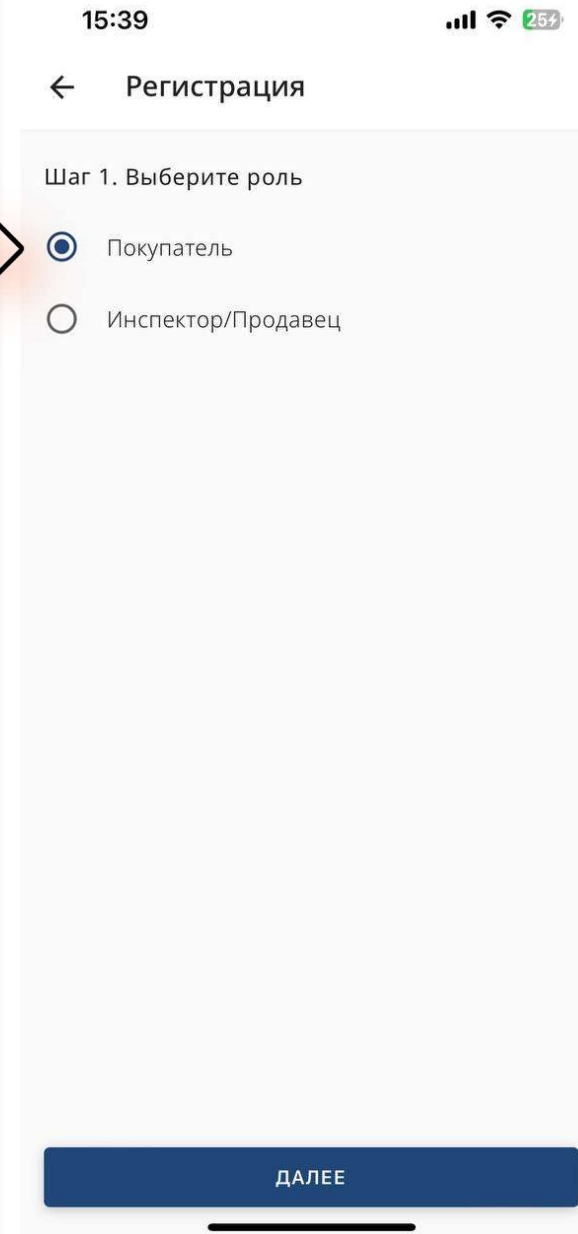 15:39
25
Регистрация
Шаг 1. Выберите роль
Покупатель
Инспектор/Продавец
ДАЛЕЕ